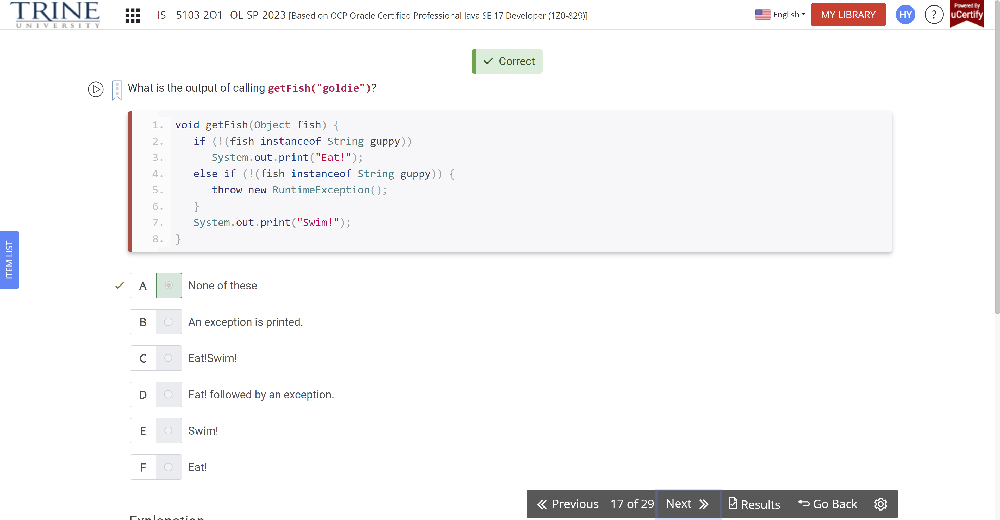 TRINE
UNIVERSITY
IS---5103-2O1--OL-SP-2023 [Based on OCP Oracle Certified Professional Java SE 17 Developer (1Z0-829)]
English
MY LIBRARY
HY
?
Powered By
uCertify
Correct
What is the output of calling getFish("goldie")?
1. void getFish(Object fish) {
2. if (!(fish instanceof String guppy))
3. System.out.print("Eat!");
4. else if (!(fish instanceof String guppy)) {
5. throw new RuntimeException();
6. }
7. System.out.print("Swim!");
8. }
ITEM LIST
A None of these
B An exception is printed.
C Eat!Swim!
D Eat! followed by an exception.
E Swim!
F Eat!
Previous 17 of 29 Next Results Go Back
Explanation